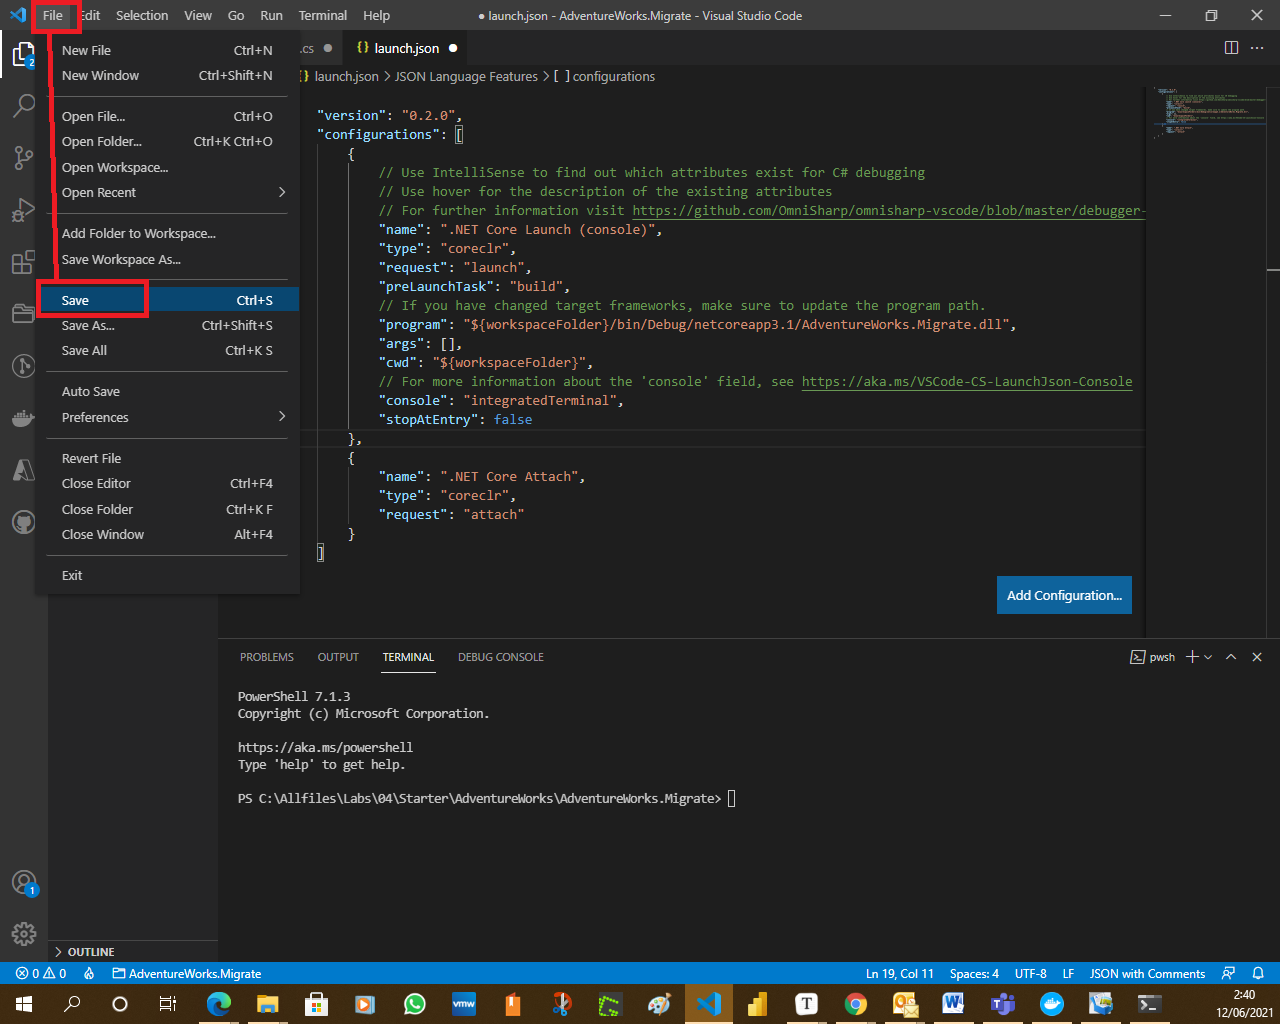 File Edit Selection View Go Run Terminal Help
● launch.json - AdventureWorks.Migrate - Visual Studio Code
.cs ● {} launch.json ●
{} launch.json > JSON Language Features > [ ] configurations
New File Ctrl+N
New Window Ctrl+Shift+N
Open File... Ctrl+O
Open Folder... Ctrl+K Ctrl+O
Open Workspace...
Open Recent >
Add Folder to Workspace...
Save Workspace As...
Save Ctrl+S
Save As... Ctrl+Shift+S
Save All Ctrl+K S
Auto Save
Preferences >
Revert File
Close Editor Ctrl+F4
Close Folder Ctrl+K F
Close Window Alt+F4
Exit
"version": "0.2.0",
"configurations": [
{
// Use IntelliSense to find out which attributes exist for C# debugging
// Use hover for the description of the existing attributes
// For further information visit https://github.com/OmniSharp/omnisharp-vscode/blob/master/debugger-
"name": ".NET Core Launch (console)",
"type": "coreclr",
"request": "launch",
"preLaunchTask": "build",
// If you have changed target frameworks, make sure to update the program path.
"program": "${workspaceFolder}/bin/Debug/netcoreapp3.1/AdventureWorks.Migrate.dll",
"args": [],
"cwd": "${workspaceFolder}",
// For more information about the 'console' field, see https://aka.ms/VSCode-CS-LaunchJson-Console
"console": "integratedTerminal",
"stopAtEntry": false
},
{
"name": ".NET Core Attach",
"type": "coreclr",
"request": "attach"
}
]
Add Configuration...
2
1
PROBLEMS OUTPUT TERMINAL DEBUG CONSOLE
pwsh
PowerShell 7.1.3
Copyright (c) Microsoft Corporation.
https://aka.ms/powershell
Type 'help' to get help.
PS C:\Allfiles\Labs\04\Starter\AdventureWorks\AdventureWorks.Migrate>
> OUTLINE
0 0 AdventureWorks.Migrate
Ln 19, Col 11 Spaces: 4 UTF-8 LF JSON with Comments
vmw
T
2:40
12/06/2021